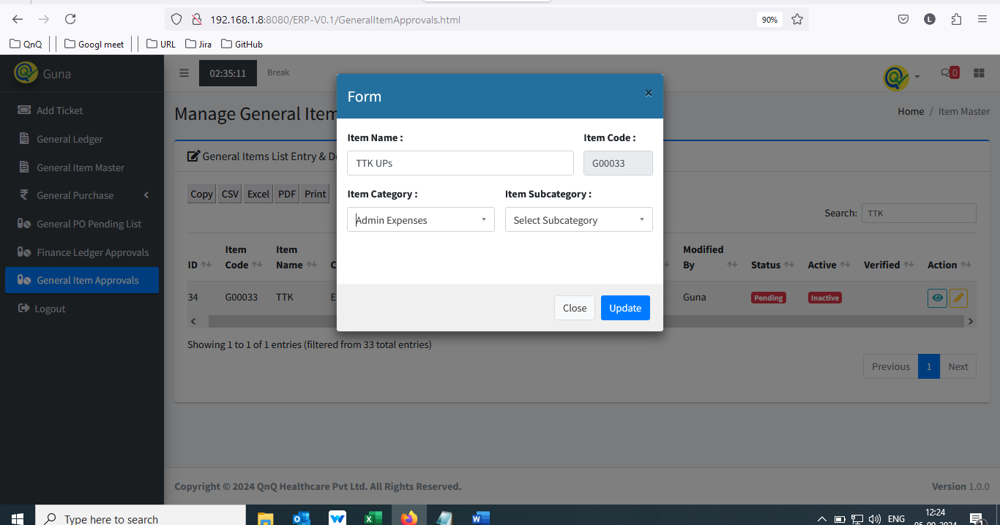 192.168.1.8:8080/ERP-V0.1/GeneralItemApprovals.html
90%
L
QnQ
Googl meet
URL
Jira
GitHub
Guna
02:35:11
Break
0
Add Ticket
General Ledger
General Item Master
General Purchase
General PO Pending List
Finance Ledger Approvals
General Item Approvals
Logout
Manage General Item
Home / Item Master
General Items List Entry & D
Copy CSV Excel PDF Print
Search: TTK
ID
Item Code
Item Name
C
Modified By
Status
Active
Verified
Action
34 G00033 TTK E Guna Pending Inactive
Showing 1 to 1 of 1 entries (filtered from 33 total entries)
Previous 1 Next
Form
×
Item Name :
Item Code :
TTK UPs
G00033
Item Category :
Item Subcategory :
Admin Expenses
Select Subcategory
Close
Update
Copyright © 2024 QnQ Healthcare Pvt Ltd. All Rights Reserved.
Version 1.0.0
Type here to search
ENG
12:24
05-09-2024
1